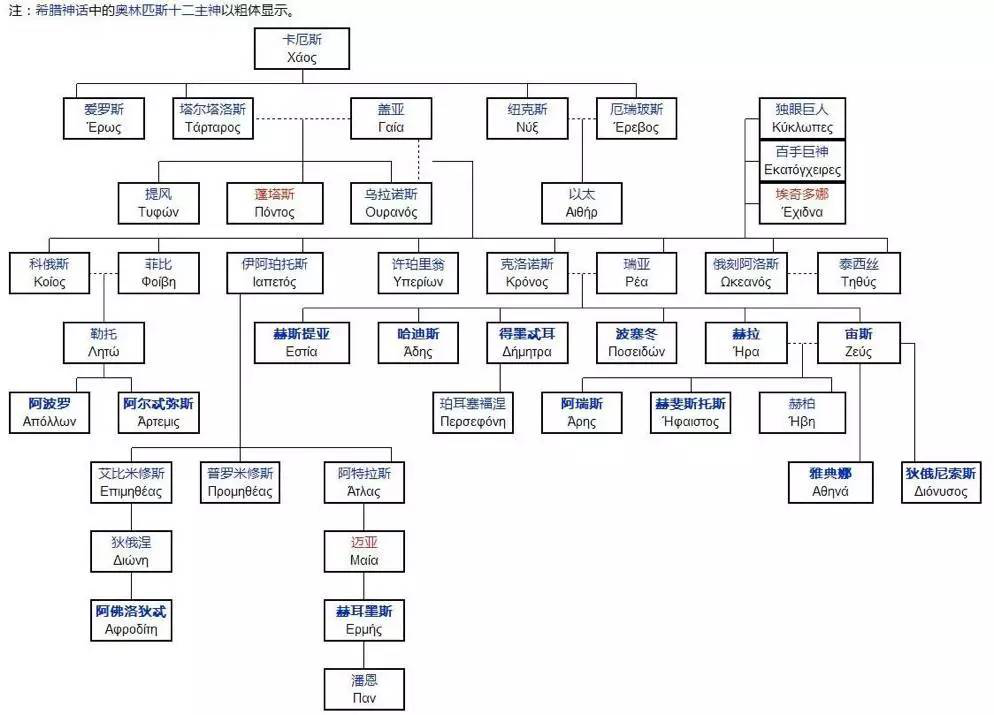 注：希腊神话中的奥林匹斯十二主神以粗体显示。
卡厄斯
Χάος
爱罗斯
Έρως
塔尔塔洛斯
Τάρταρος
盖亚
Γαία
纽克斯
Νύξ
厄瑞玻斯
Έρεβος
独眼巨人
Κύκλωπες
百手巨神
Εκατόγχειρες
埃奇多娜
Έχιδνα
提风
Τυφών
蓬塔斯
Πόντος
乌拉诺斯
Ουρανός
以太
Αιθήρ
科俄斯
Κοίος
菲比
Φοίβη
伊阿珀托斯
Ιαπετός
许珀里翁
Υπερίων
克洛诺斯
Κρόνος
瑞亚
Ρέα
俄刻阿洛斯
Ωκεανός
泰西丝
Τηθύς
勒托
Λητώ
赫斯提亚
Εστία
哈迪斯
Άδης
得墨忒耳
Δήμητρα
波塞冬
Ποσειδών
赫拉
Ήρα
宙斯
Ζεύς
阿波罗
Απόλλων
阿尔忒弥斯
Άρτεμις
珀耳塞福涅
Περσεφόνη
阿瑞斯
Άρης
赫斐斯托斯
Ήφαιστος
赫柏
Ήβη
艾比米修斯
Επιμηθέας
普罗米修斯
Προμηθέας
阿特拉斯
Άτλας
雅典娜
Αθηνά
狄俄尼索斯
Διόνυσος
狄俄涅
Διώνη
迈亚
Μαία
阿佛洛狄忒
Αφροδίτη
赫耳墨斯
Ερμής
潘恩
Παν